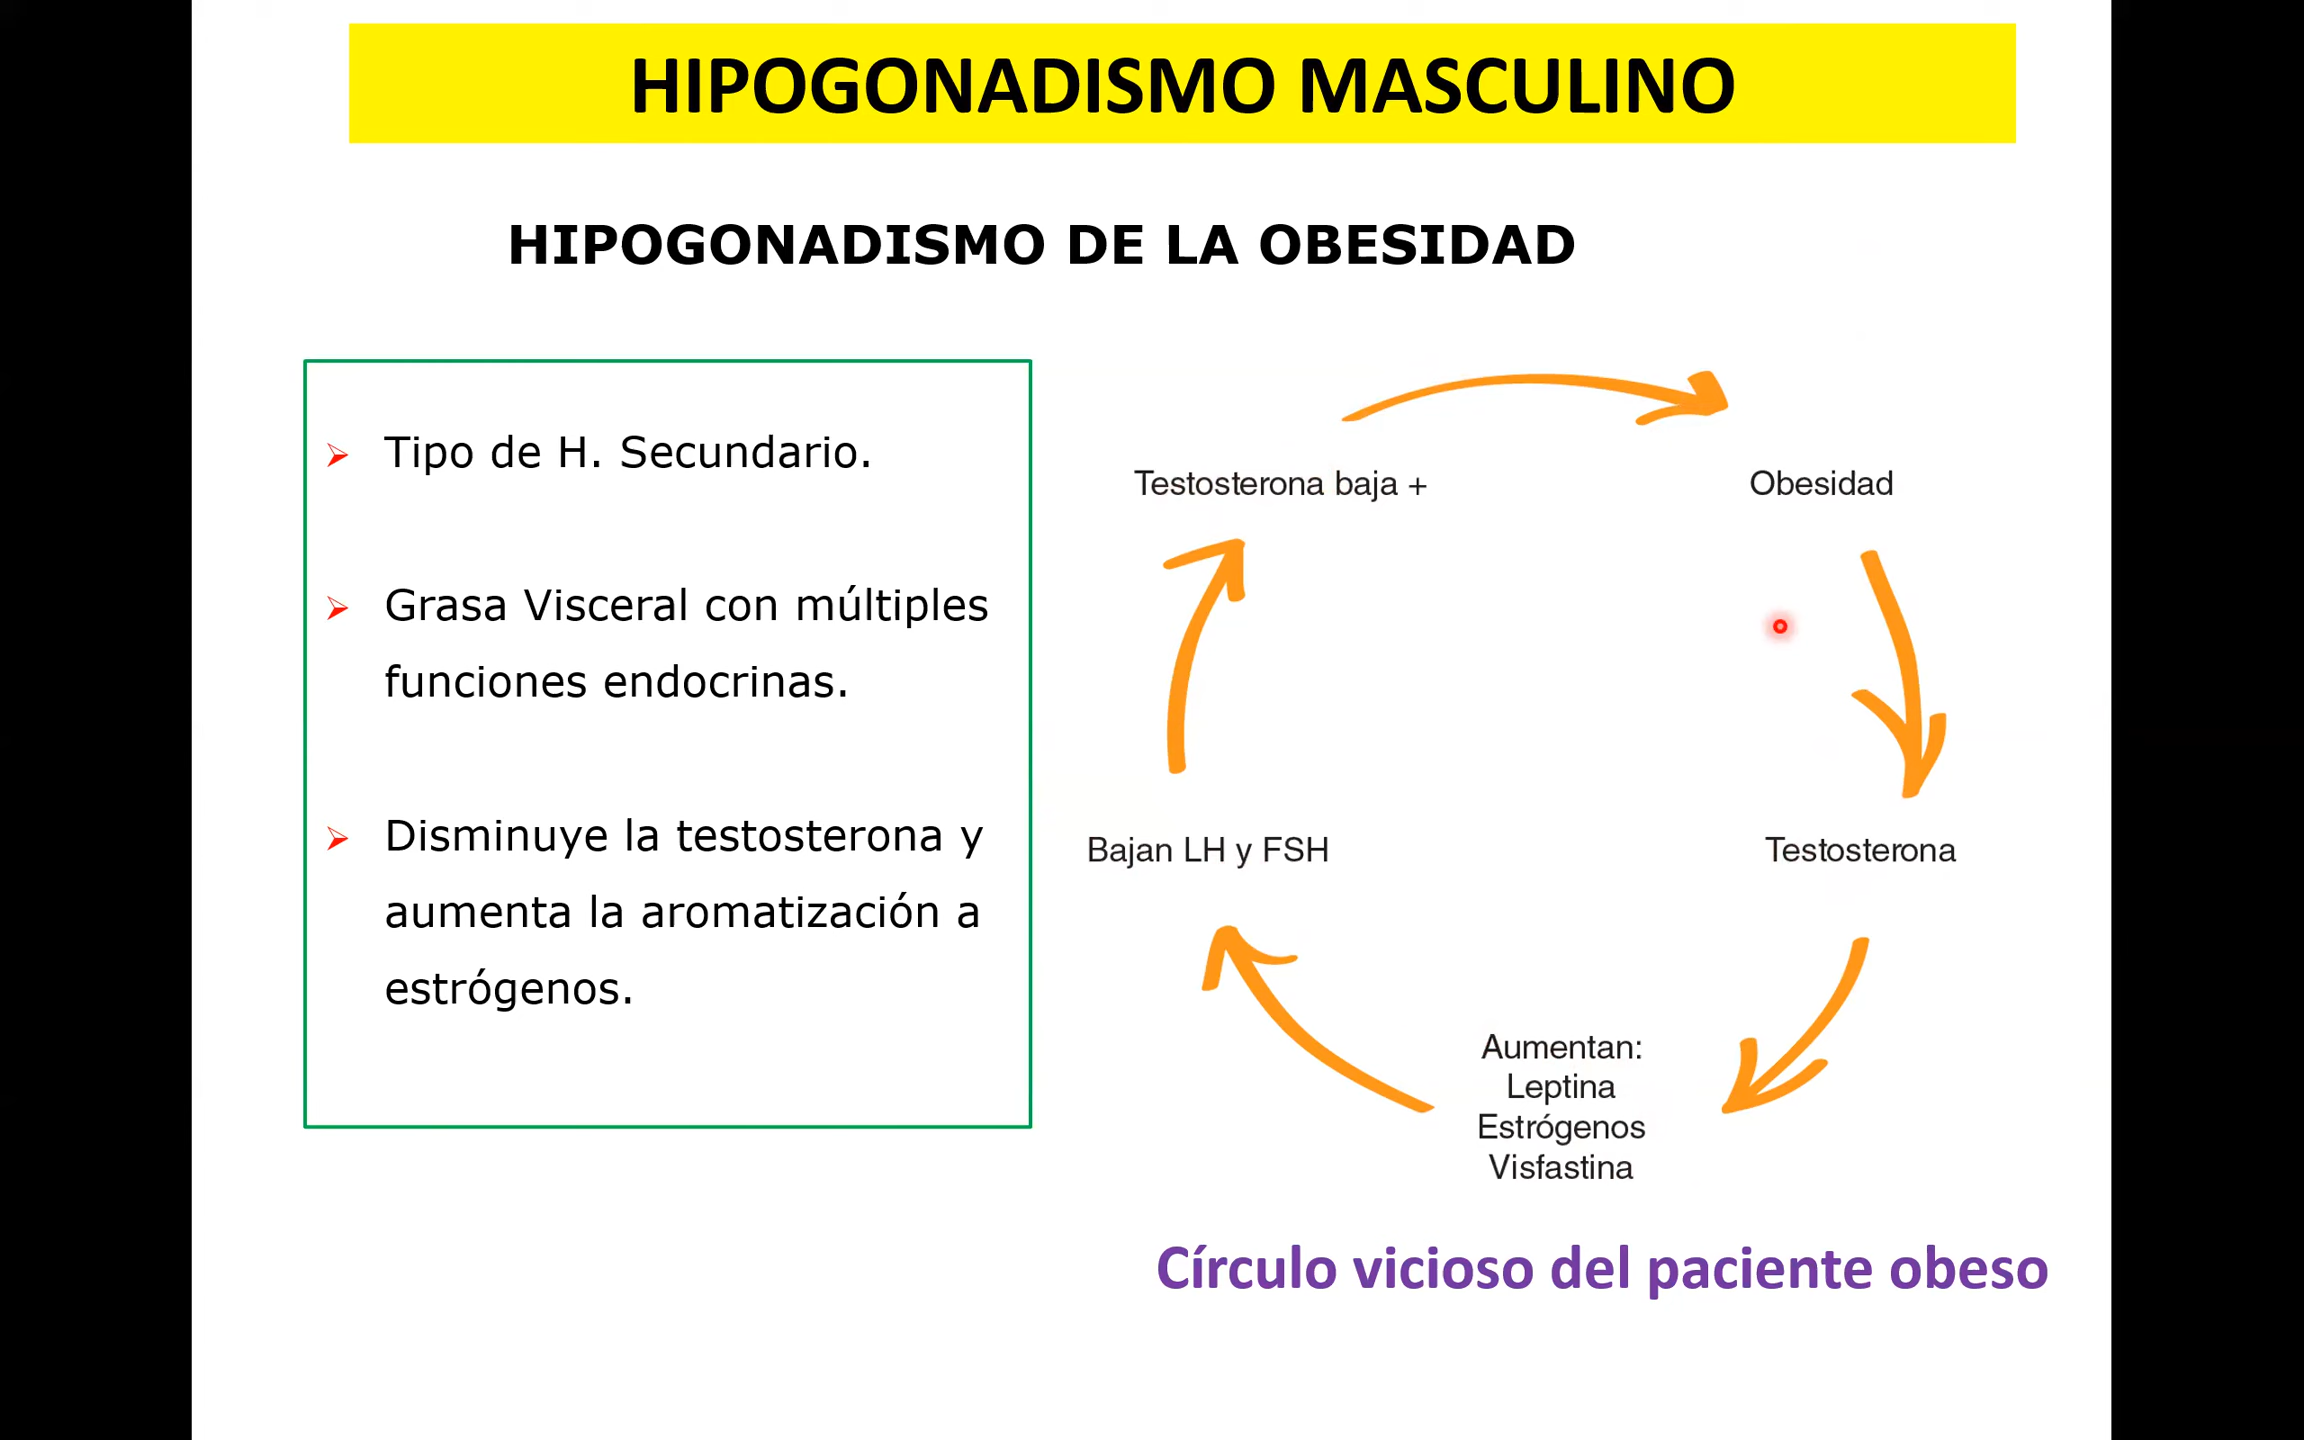 HIPOGONADISMO MASCULINO
HIPOGONADISMO DE LA OBESIDAD
Tipo de H. Secundario.
Grasa Visceral con múltiples
funciones endocrinas.
Disminuye la testosterona y
aumenta la aromatización a
estrógenos.
Testosterona baja +
Obesidad
Testosterona
Aumentan:
Leptina
Estrógenos
Visfastina
Bajan LH y FSH
Círculo vicioso del paciente obeso